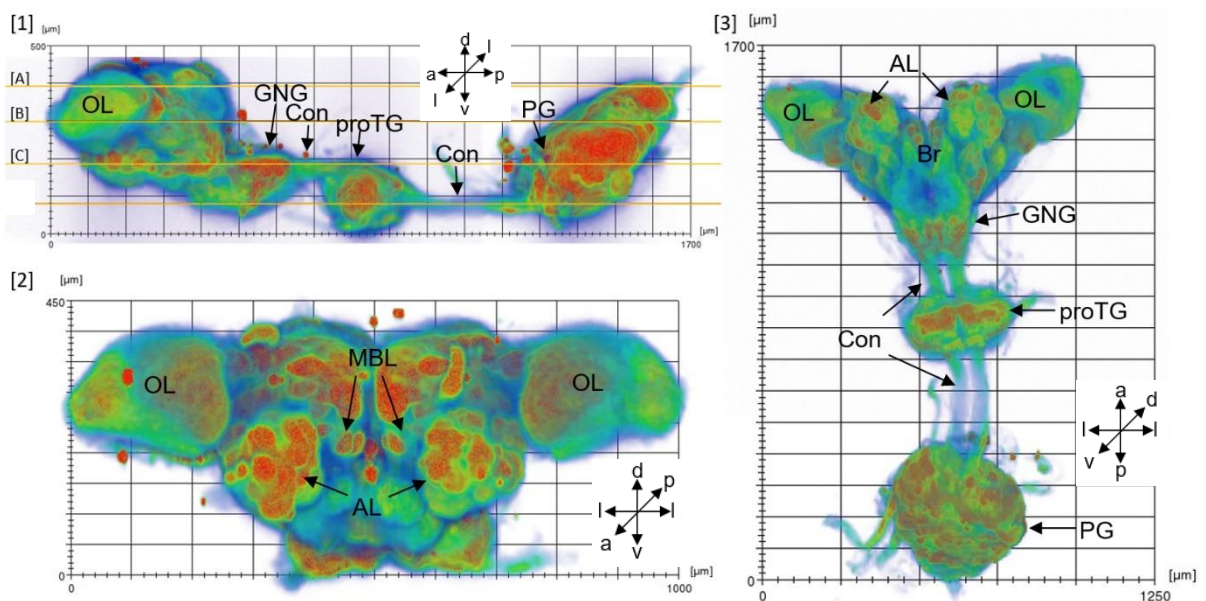 [1]
[µm]
500
[A]
[B]
[C]
OL
GNG
Con
proTG
Con
PG
d
l
a
p
l
v
0
0
1700
[µm]
[2]
[µm]
450
OL
MBL
OL
AL
d
p
l
l
a
v
0
0
1000
[µm]
[3]
[µm]
1700
AL
OL
OL
Br
GNG
Con
proTG
PG
a
d
l
l
v
p
0
0
1250
[µm]